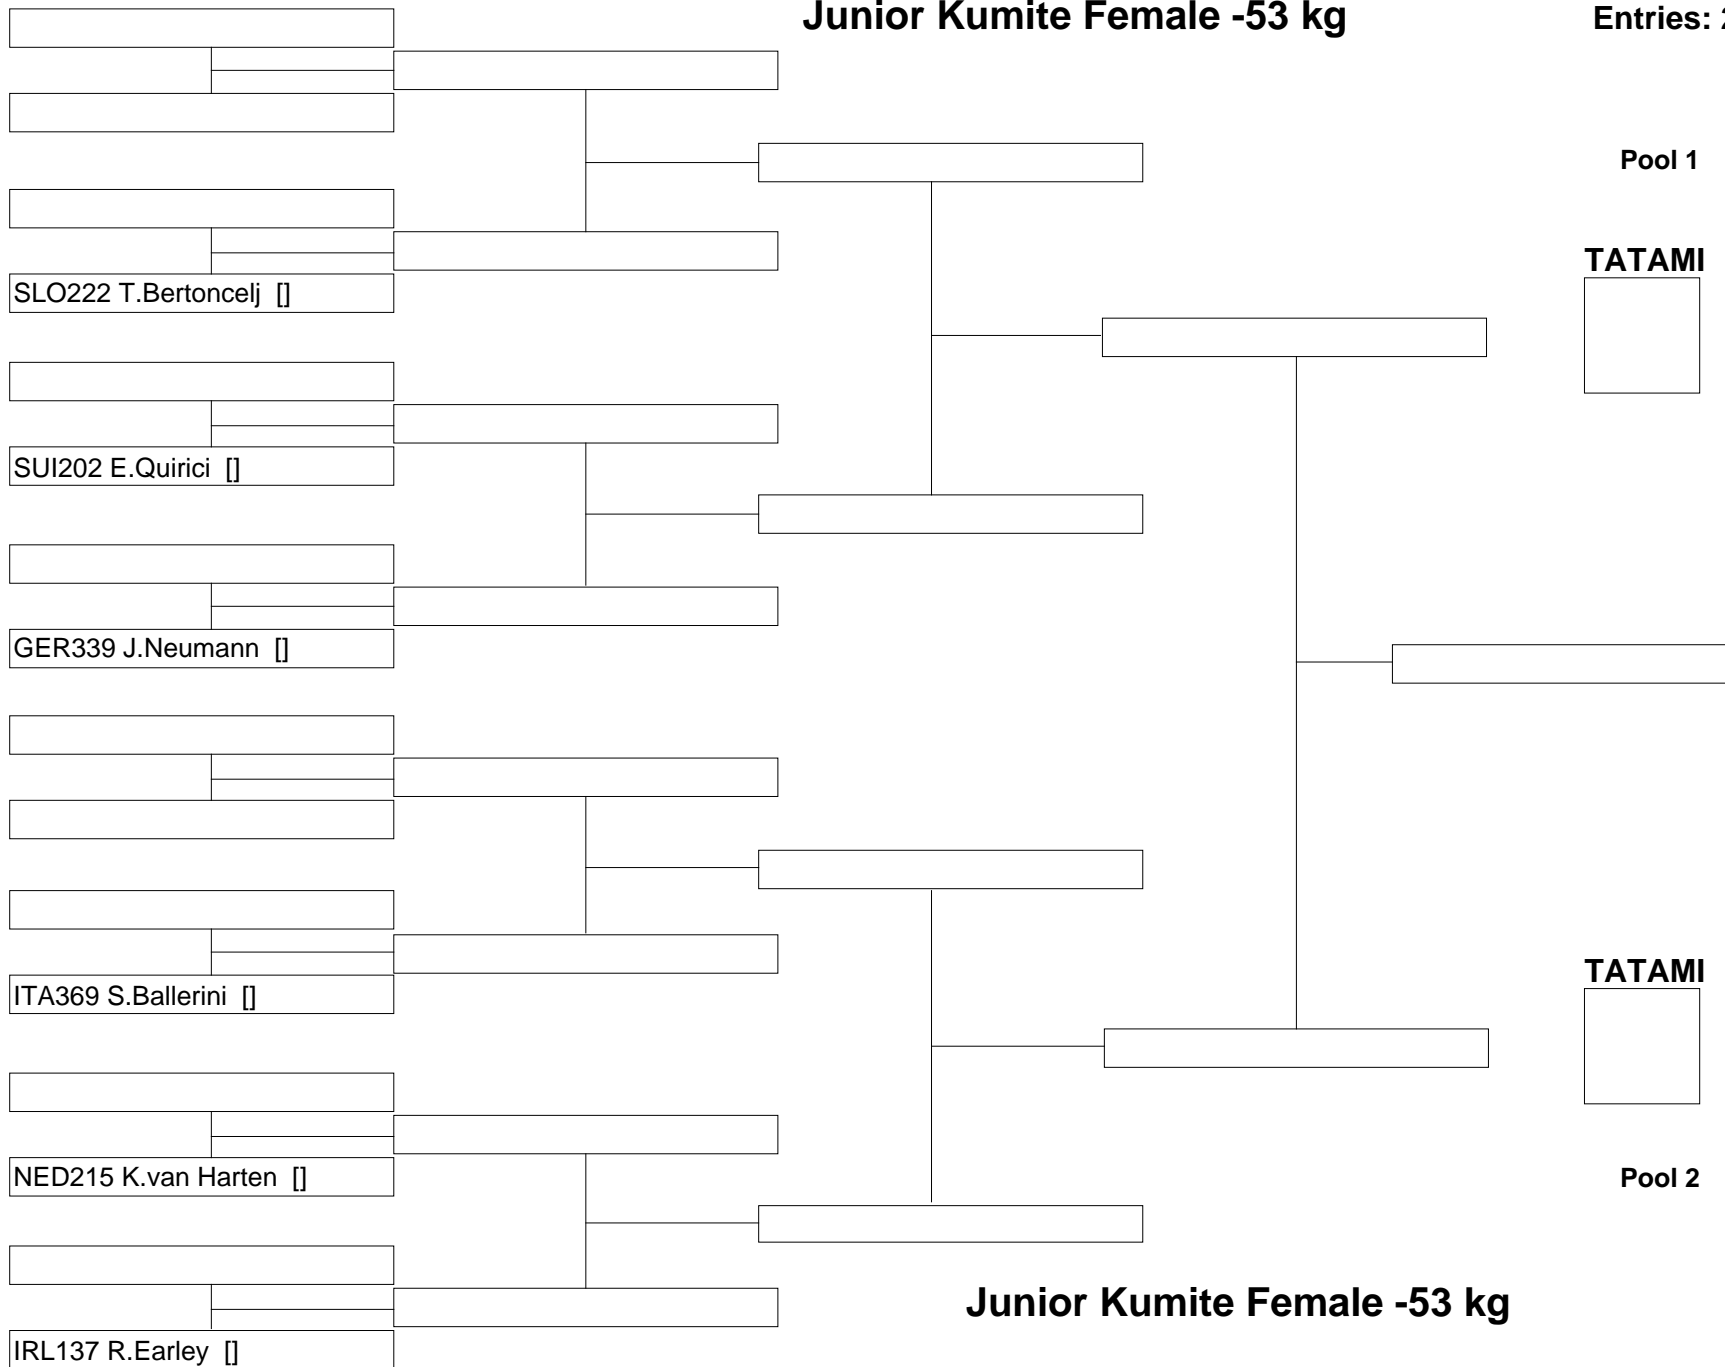 Junior Kumite Female -53 kg
Entries:
Pool 1
TATAMI
SLO222 T.Bertoncelj []
SUI202 E.Quirici []
GER339 J.Neumann []
TATAMI
ITA369 S.Ballerini []
NED215 K.van Harten []
Pool 2
Junior Kumite Female -53 kg
IRL137 R.Earley []